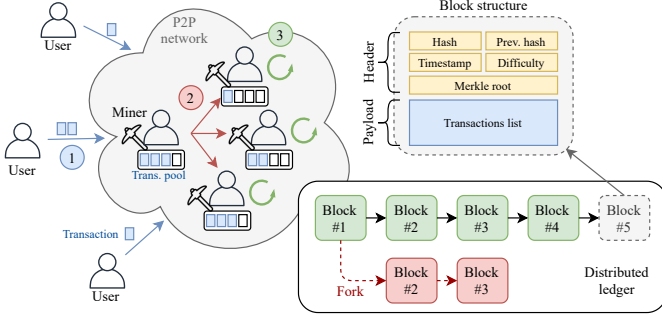 User
P2P
network
3
Block structure
Hash
Prev. hash
Timestamp
Difficulty
Merkle root
Header
Payload
Transactions list
Miner
2
User
1
Trans. pool
Transaction
User
Block
#1
Block
#2
Block
#3
Block
#4
Block
#5
Fork
Block
#2
Block
#3
Distributed
ledger